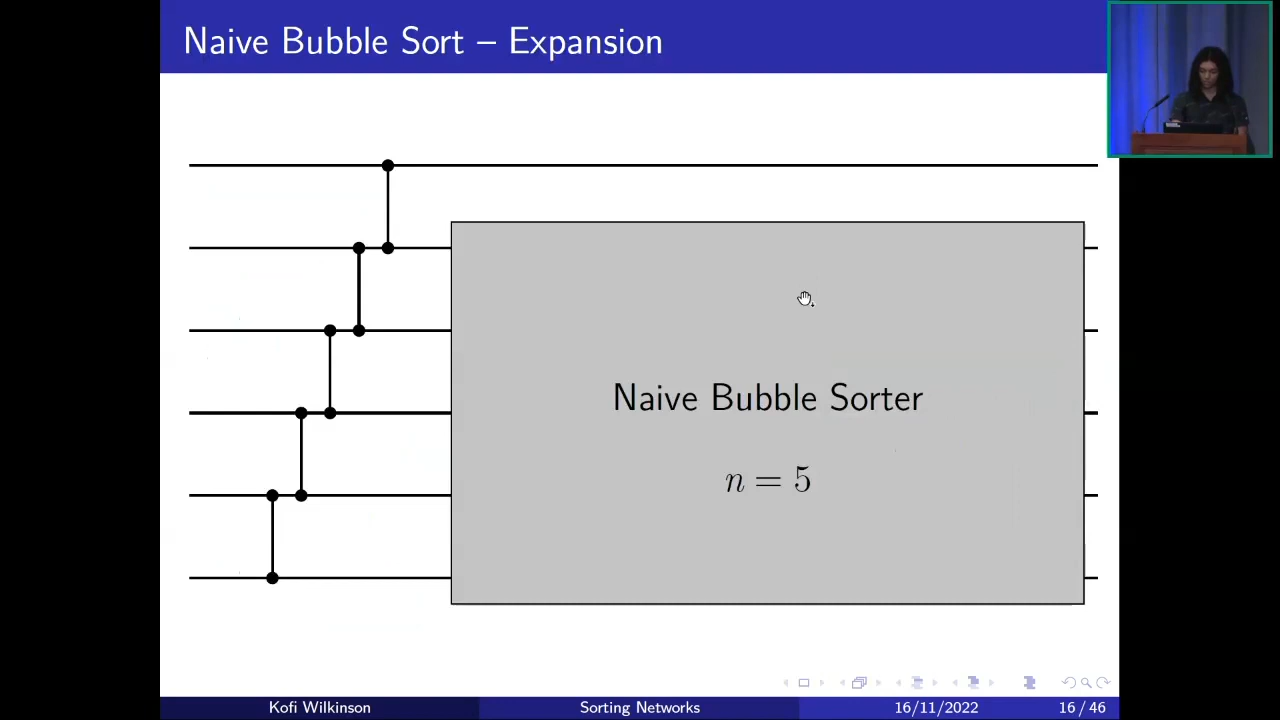 Naive Bubble Sort – Expansion
Naive Bubble Sorter
n = 5
Kofi Wilkinson
Sorting Networks
16/11/2022
16 / 46